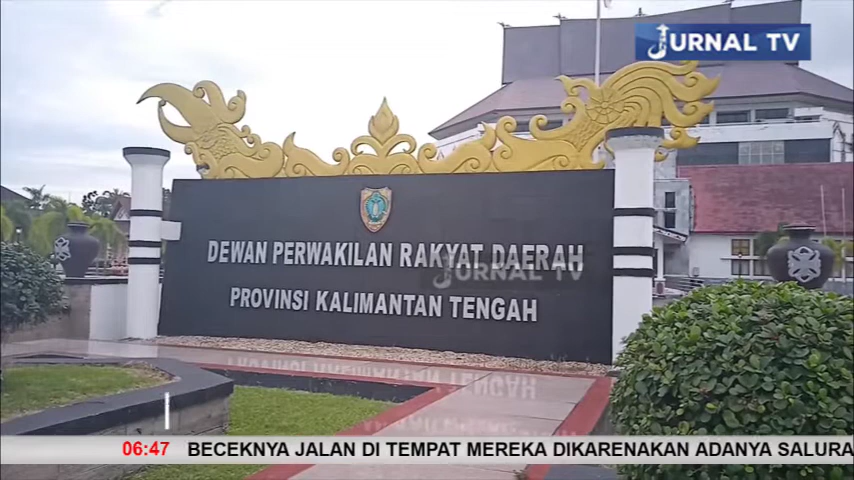 JURNAL TV
DEWAN PERWAKILAN RAKYAT DAERAH
JURNAL TV
PROVINSI KALIMANTAN TENGAH
06:47 BECEKNYA JALAN DI TEMPAT MEREKA DIKARENAKAN ADANYA SALURA